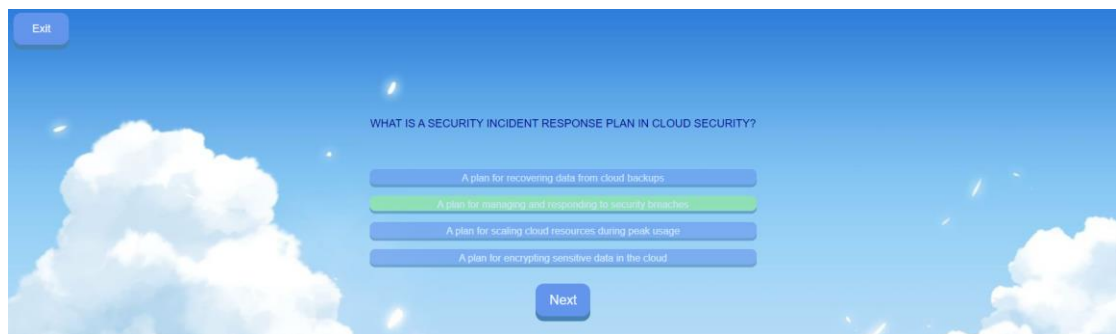 Exit
WHAT IS A SECURITY INCIDENT RESPONSE PLAN IN CLOUD SECURITY?
A plan for recovering data from cloud backups
A plan for managing and responding to security breaches
A plan for scaling cloud resources during peak usage
A plan for encrypting sensitive data in the cloud
Next